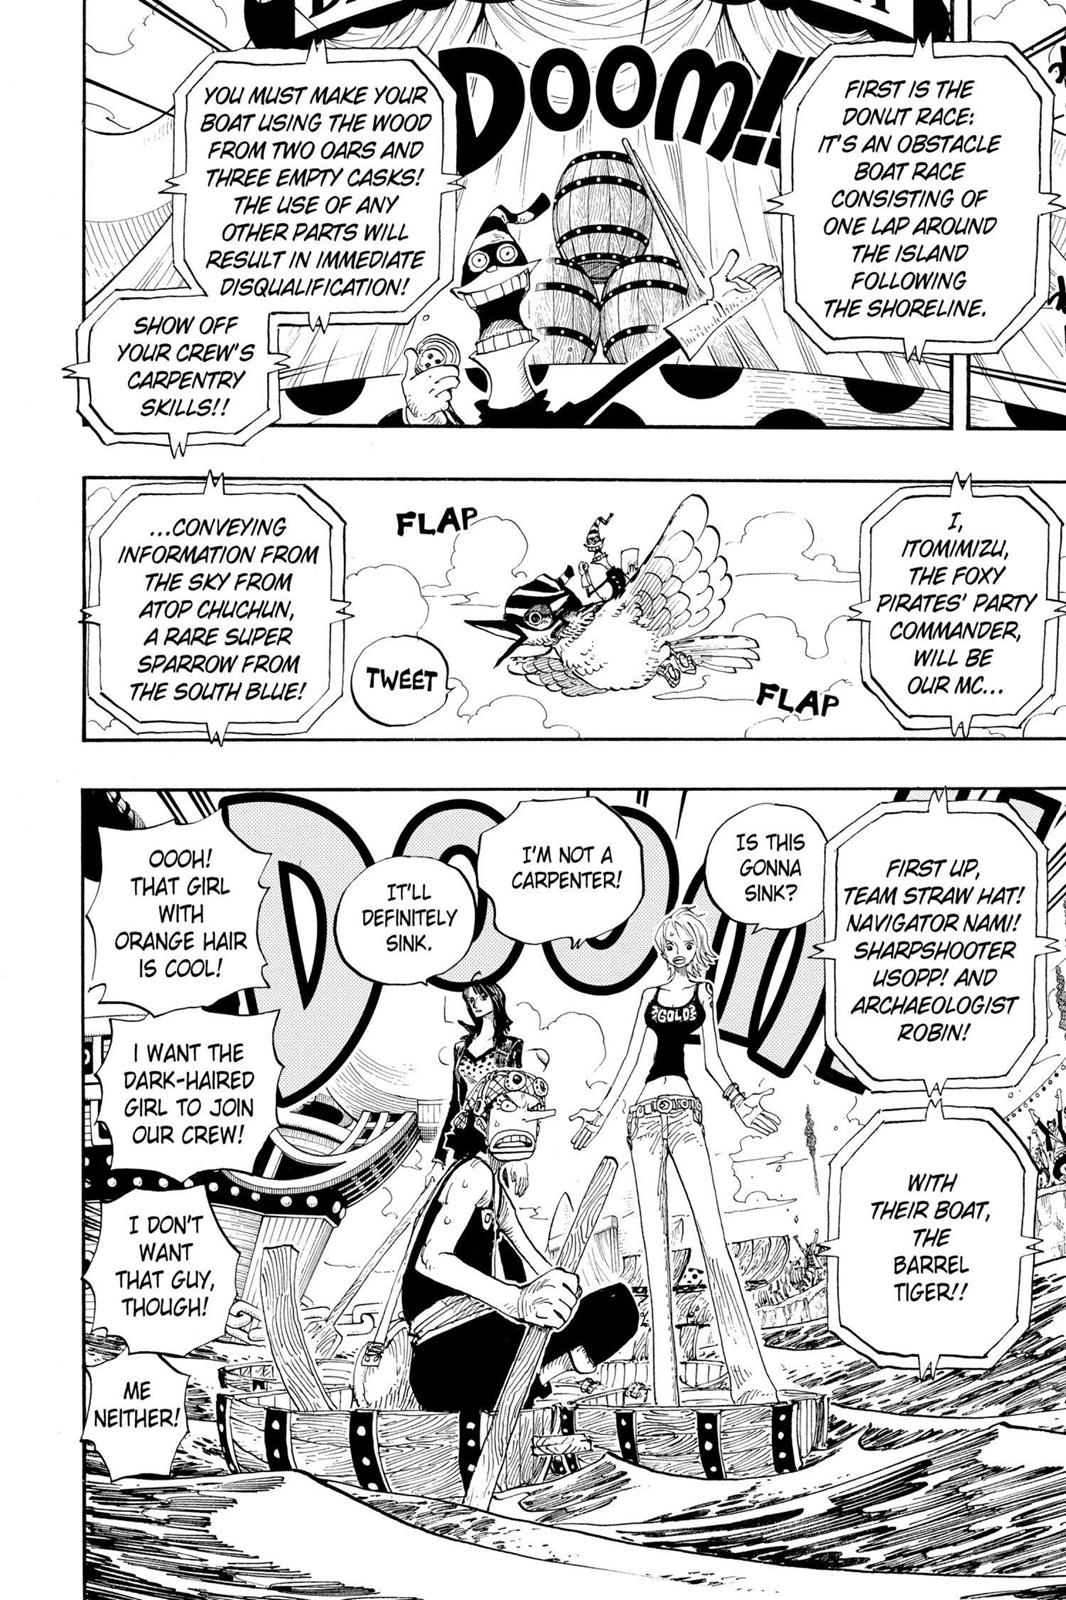 DOOM!!
FIRST IS THE
DONUT RACE:
IT'S AN OBSTACLE
BOAT RACE
CONSISTING OF
ONE LAP AROUND
THE ISLAND
FOLLOWING
THE SHORELINE.
YOU MUST MAKE YOUR
BOAT USING THE WOOD
FROM TWO OARS AND
THREE EMPTY CASKS!
THE USE OF ANY
OTHER PARTS WILL
RESULT IN IMMEDIATE
DISQUALIFICATION!
SHOW OFF
YOUR CREW"S
CARPENTRY
SKILLS!!
I,
ITOMIMIZU,
THE FOXY
PIRATES' PARTY
COMMANDER,
WILL BE
OUR MC...
FLAP
FLAP
TWEET
...CONVEYING
INFORMATION FROM
THE SKY FROM
ATOP CHUCHUN,
A RARE SUPER
SPARROW FROM
THE SOUTH BLUE!
FIRST UP,
TEAM STRAW HAT!
NAVIGATOR NAMI!
SHARPSHOOTER
USOPP! AND
ARCHAEOLOGIST
ROBIN!
WITH
THEIR BOAT,
THE
BARREL
TIGER!!
IS THIS
GONNA
SINK?
I'M NOT A
CARPENTER!
IT'LL
DEFINITELY
SINK.
DOOM!!
GOLD
OOOH!
THAT GIRL
WITH
ORANGE HAIR
IS COOL!
I WANT THE
DARK-HAIRED
GIRL TO JOIN
OUR CREW!
I DON'T
WANT
THAT GUY,
THOUGH!
ME
NEITHER!